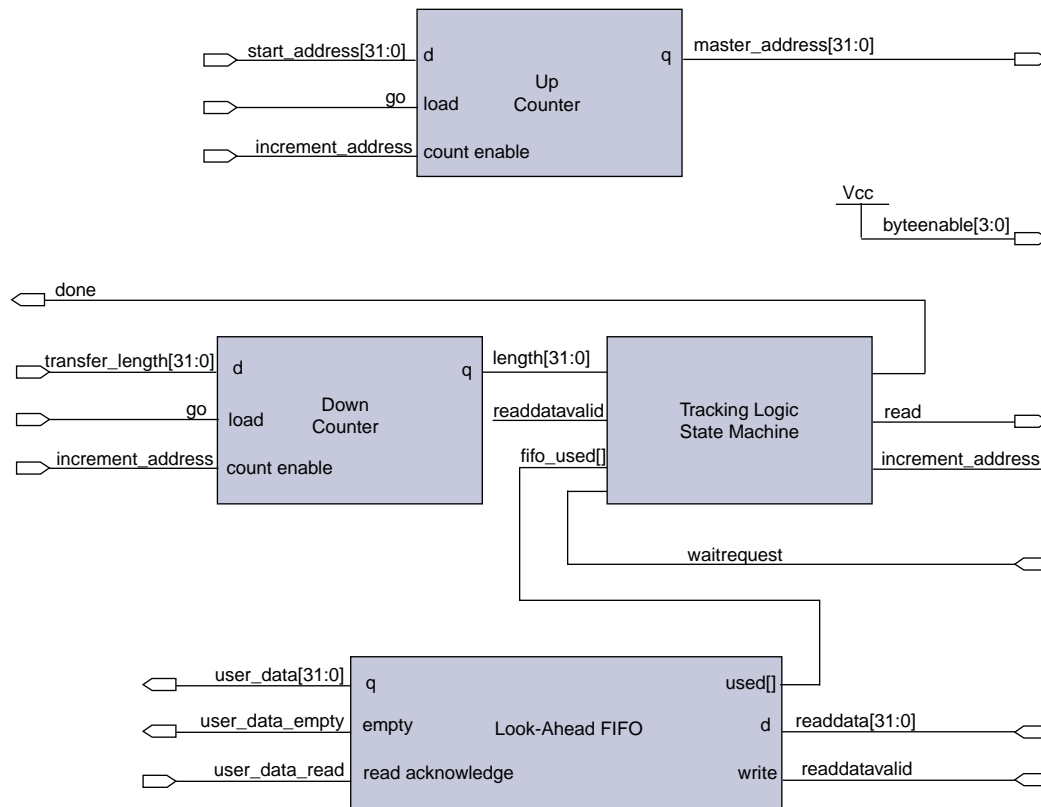 start_address[31:0]
d
q
master_address[31:0]
Up
Counter
go
load
increment_address
count enable
Vcc
byteenable[3:0]
done
transfer_length[31:0]
d
q
length[31:0]
go
load
Down
Counter
readdatavalid
Tracking Logic
State Machine
read
increment_address
count enable
fifo_used[]
increment_address
waitrequest
user_data[31:0]
q
used[]
user_data_empty
empty
Look-Ahead FIFO
d
readdata[31:0]
user_data_read
read acknowledge
write
readdatavalid